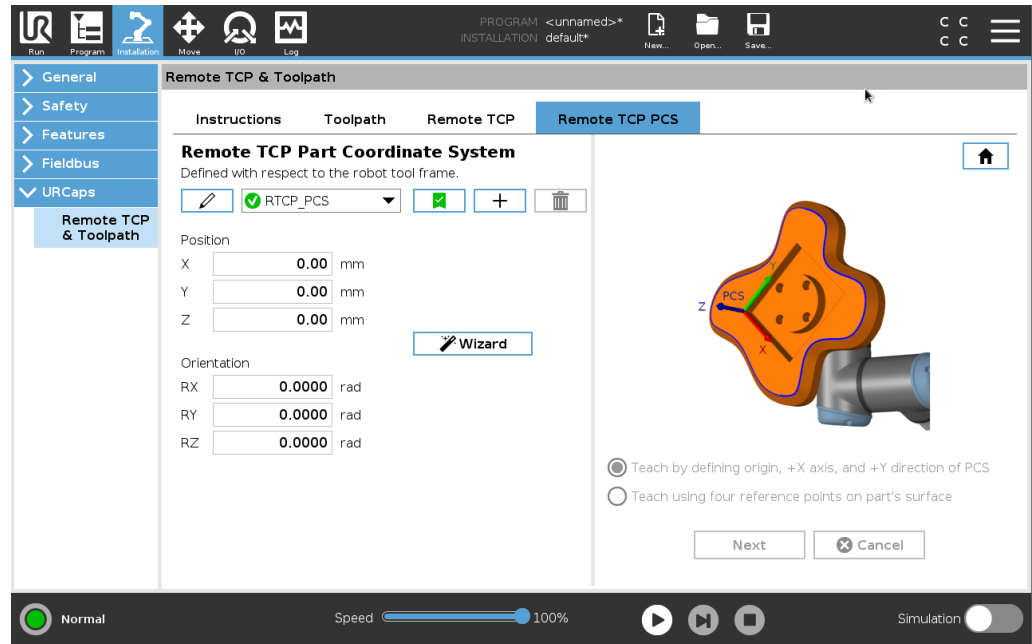 PROGRAM <unnamed>*
INSTALLATION default*
Run Program Installation Move I/O Log New... Open... Save...
C C
C C
General
Safety
Features
Fieldbus
URCaps
Remote TCP
& Toolpath
Remote TCP & Toolpath
Instructions Toolpath Remote TCP Remote TCP PCS
Remote TCP Part Coordinate System
Defined with respect to the robot tool frame.
RTCP_PCS
Position
X 0.00 mm
Y 0.00 mm
Z 0.00 mm
Wizard
Orientation
RX 0.0000 rad
RY 0.0000 rad
RZ 0.0000 rad
Y
PCS
Z
X
Teach by defining origin, +X axis, and +Y direction of PCS
Teach using four reference points on part's surface
Next Cancel
Normal Speed 100% Simulation